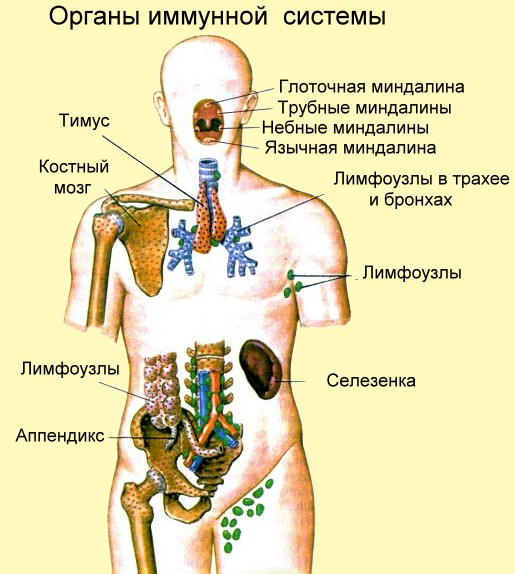 Органы иммунной системы
Глоточная миндалина
Трубные миндалины
Небные миндалины
Язычная миндалина
Тимус
Костный
мозг
Лимфоузлы в трахее
и бронхах
Лимфоузлы
Лимфоузлы
Селезенка
Аппендикс